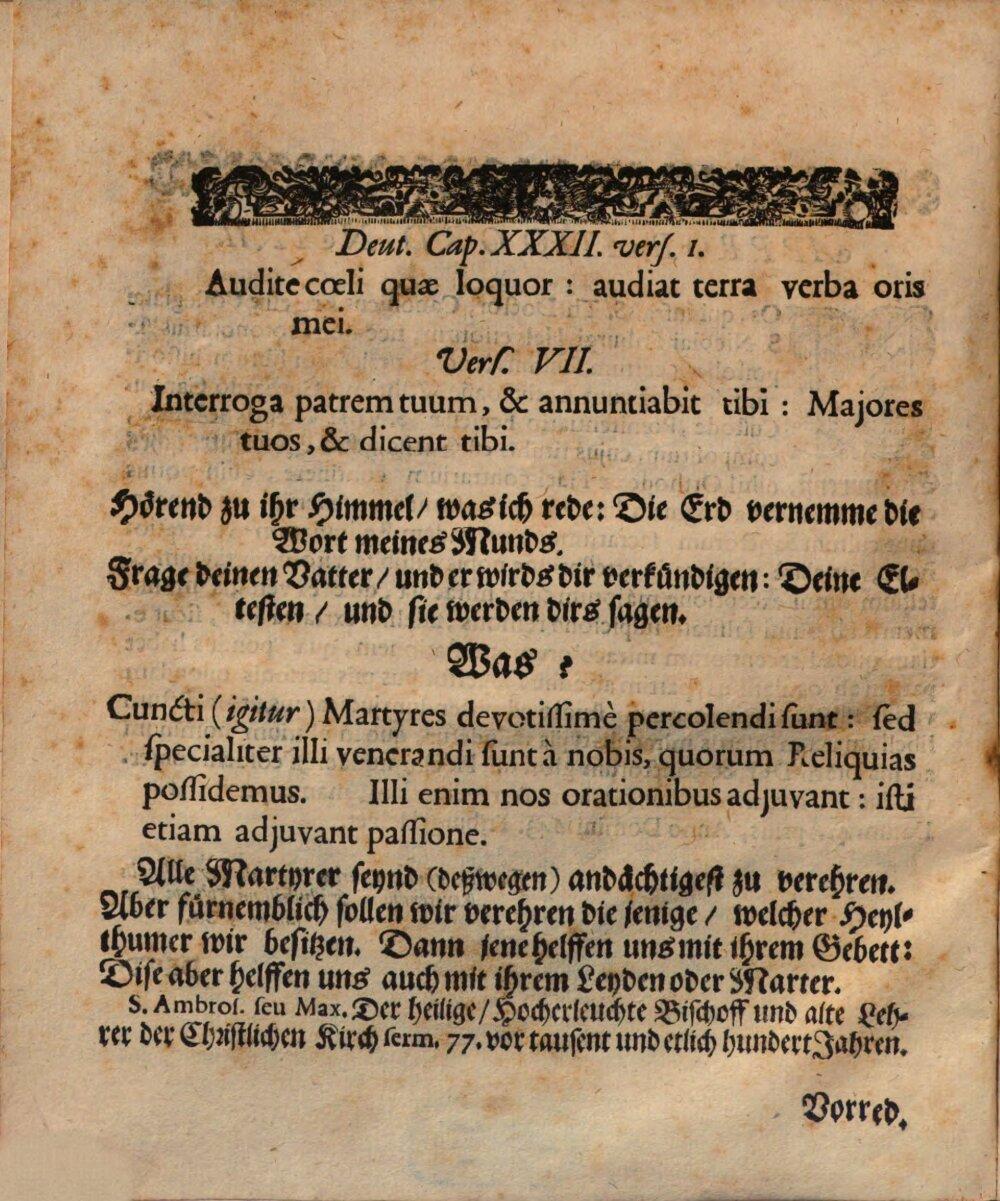 Deut. Cap. XXXII. verſ. 1.
Audite cœli quæ loquor : audiat terra verba oris
mei.
Verſ. VII.
Interroga patrem tuum, & annuntiabit tibi : Majores
tuos, & dicent tibi.
Hörend zu ihr Himmel / was ich rede: Die Erd vernemme die
Wort meines Munds.
Frage deinen Vatter / und er wirds dir verkündigen: Deine El-
testen / und sie werden dirs sagen.
Was ?
Cuncti (igitur) Martyres devotiſſimè percolendi ſunt : ſed
ſpecialiter illi venerandi ſunt à nobis, quorum Reliquias
poſſidemus. Illi enim nos orationibus adjuvant : iſti
etiam adjuvant paſſione.
Alle Martyrer seynd (deßwegen) andächtigest zu verehren.
Aber fürnemblich sollen wir verehren die jenige / welcher Heyl-
thumer wir besitzen. Dann jene helffen uns mit ihrem Gebett:
Dise aber helffen uns auch mit ihrem Leyden oder Marter.
S. Ambroſ. ſeu Max. Der heilige / Hocherleuchte Bischoff und alte Leh-
rer der Christlichen Kirch ſerm. 77. vor tausent und etlich hundert Jahren.
Vorred.